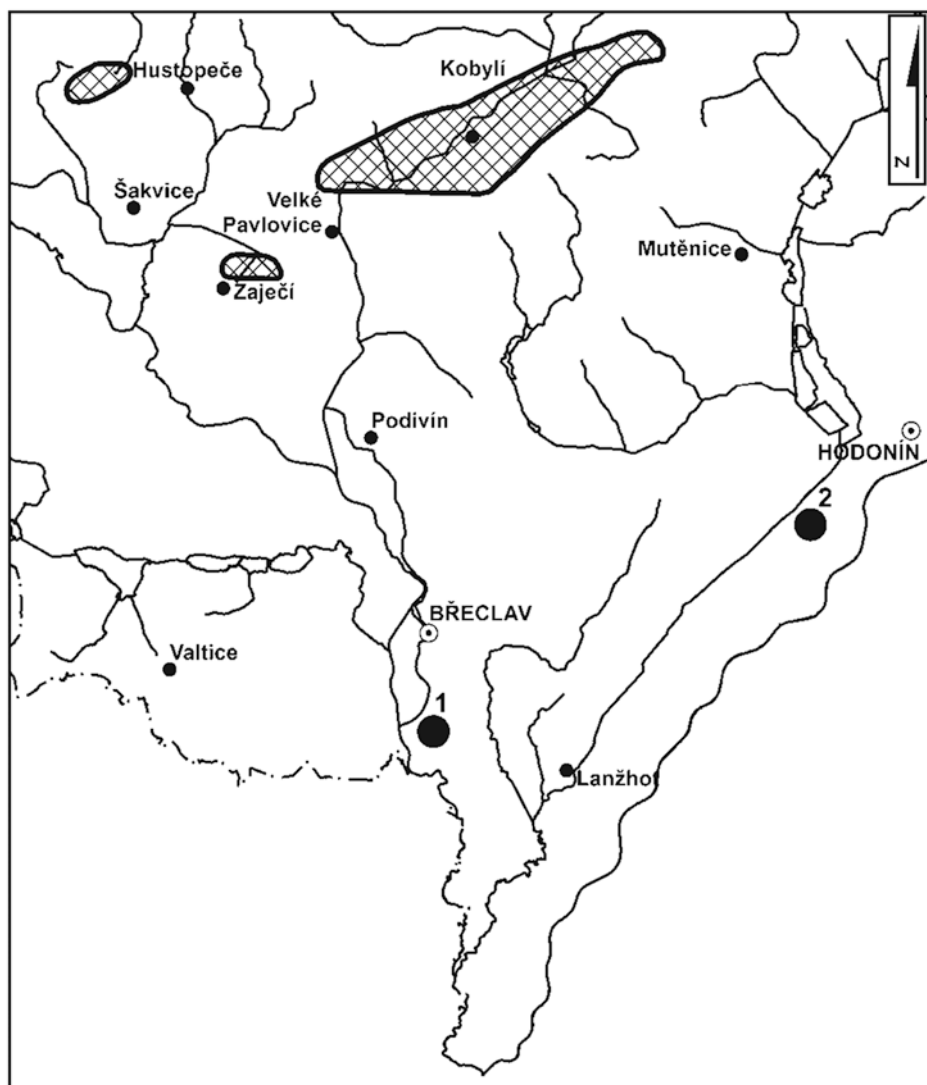 Hustopeče
Kobylí
N
Šakvice
Velké
Pavlovice
Mutěnice
Zaječí
Podivín
HODONÍN
2
BŘECLAV
Valtice
1
Lanžhot